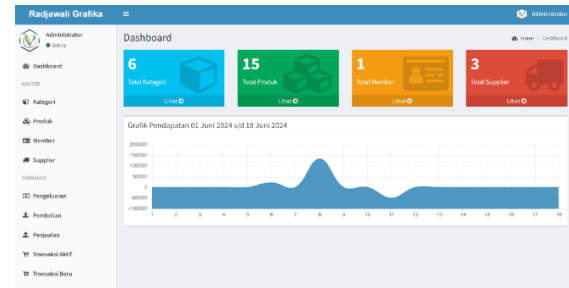 Radjawali Grafika
Administrator
Administrator
Online
Dashboard
Home > Dashboard
Dashboard
MASTER
Kategori
Produk
Member
Supplier
TRANSAKSI
Pengeluaran
Pembelian
Penjualan
Transaksi Aktif
Transaksi Baru
6
Total Kategori
Lihat
15
Total Produk
Lihat
1
Total Member
Lihat
3
Total Supplier
Lihat
Grafik Pendapatan 01 Juni 2024 s/d 18 Juni 2024
200000
150000
100000
50000
0
-50000
-100000
1 2 3 4 5 6 7 8 9 10 11 12 13 14 15 16 17 18